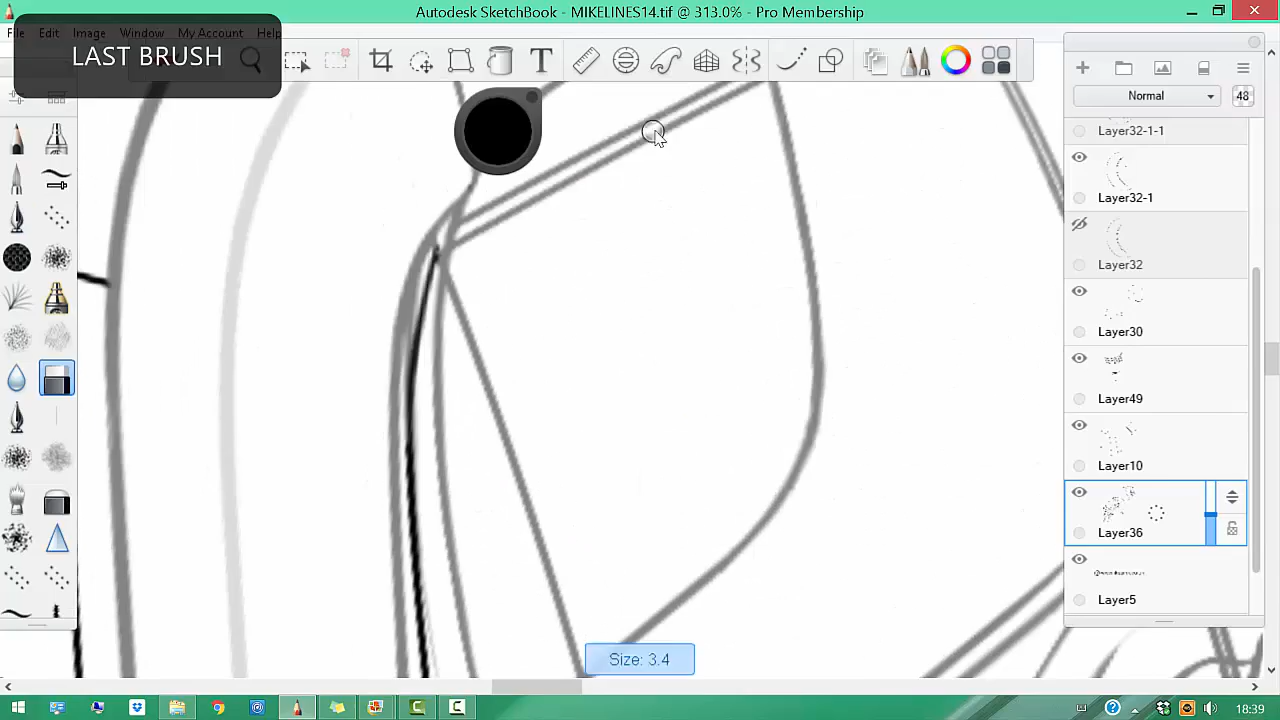 Autodesk SketchBook - MIKELINES14.tif @ 313.0% - Pro Membership
File Edit Image Window My Account Help
LAST BRUSH
T
Normal
48
Layer32-1-1
Layer32-1
Layer32
Layer30
Layer49
Layer10
Layer36
Layer5
Size: 3.4
18:39